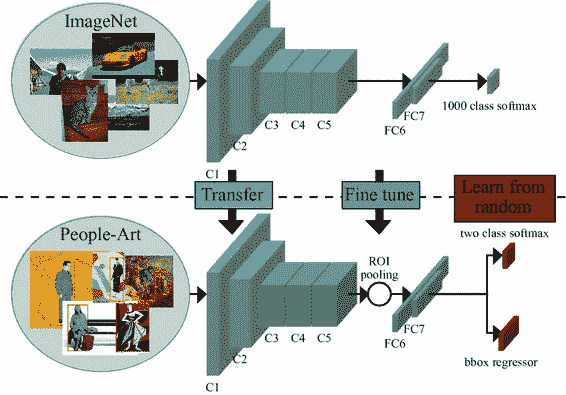 ImageNet
C1
C2
C3
C4
C5
FC6
FC7
1000 class softmax
Transfer
Fine tune
Learn from
random
People-Art
C1
C2
C3
C4
C5
ROI
pooling
FC6
FC7
two class softmax
bbox regressor